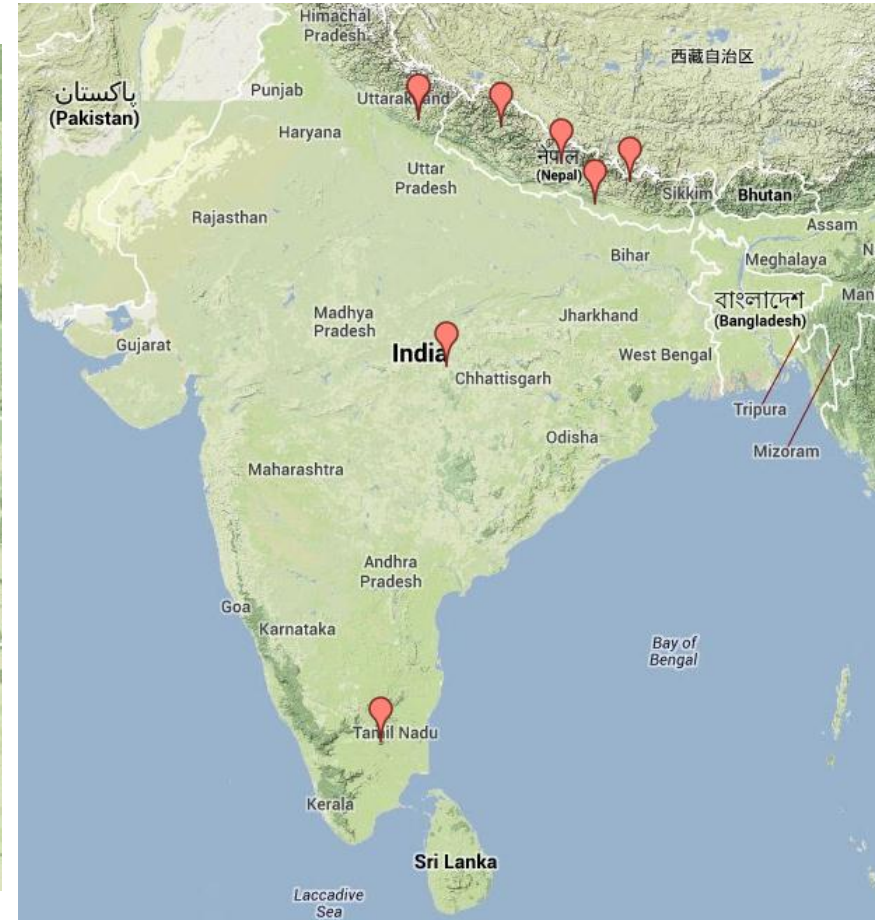 Himachal
Pradesh
西藏自治区
پاکستان
(Pakistan)
Punjab
Uttarakhand
Haryana
नेपाल
(Nepal)
Uttar
Pradesh
Sikkim
Bhutan
Rajasthan
Assam
Bihar
Meghalaya
N
Man
বাংলাদেশ
(Bangladesh)
Madhya
Pradesh
Jharkhand
Gujarat
India
West Bengal
Chhattisgarh
Tripura
Odisha
Mizoram
Maharashtra
Andhra
Pradesh
Goa
Karnataka
Bay of
Bengal
Tamil Nadu
Kerala
Sri Lanka
Laccadive
Sea